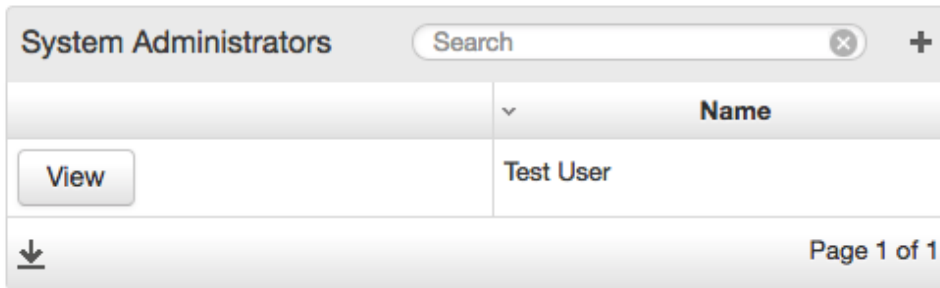 System Administrators Search
Name
View Test User
Page 1 of 1